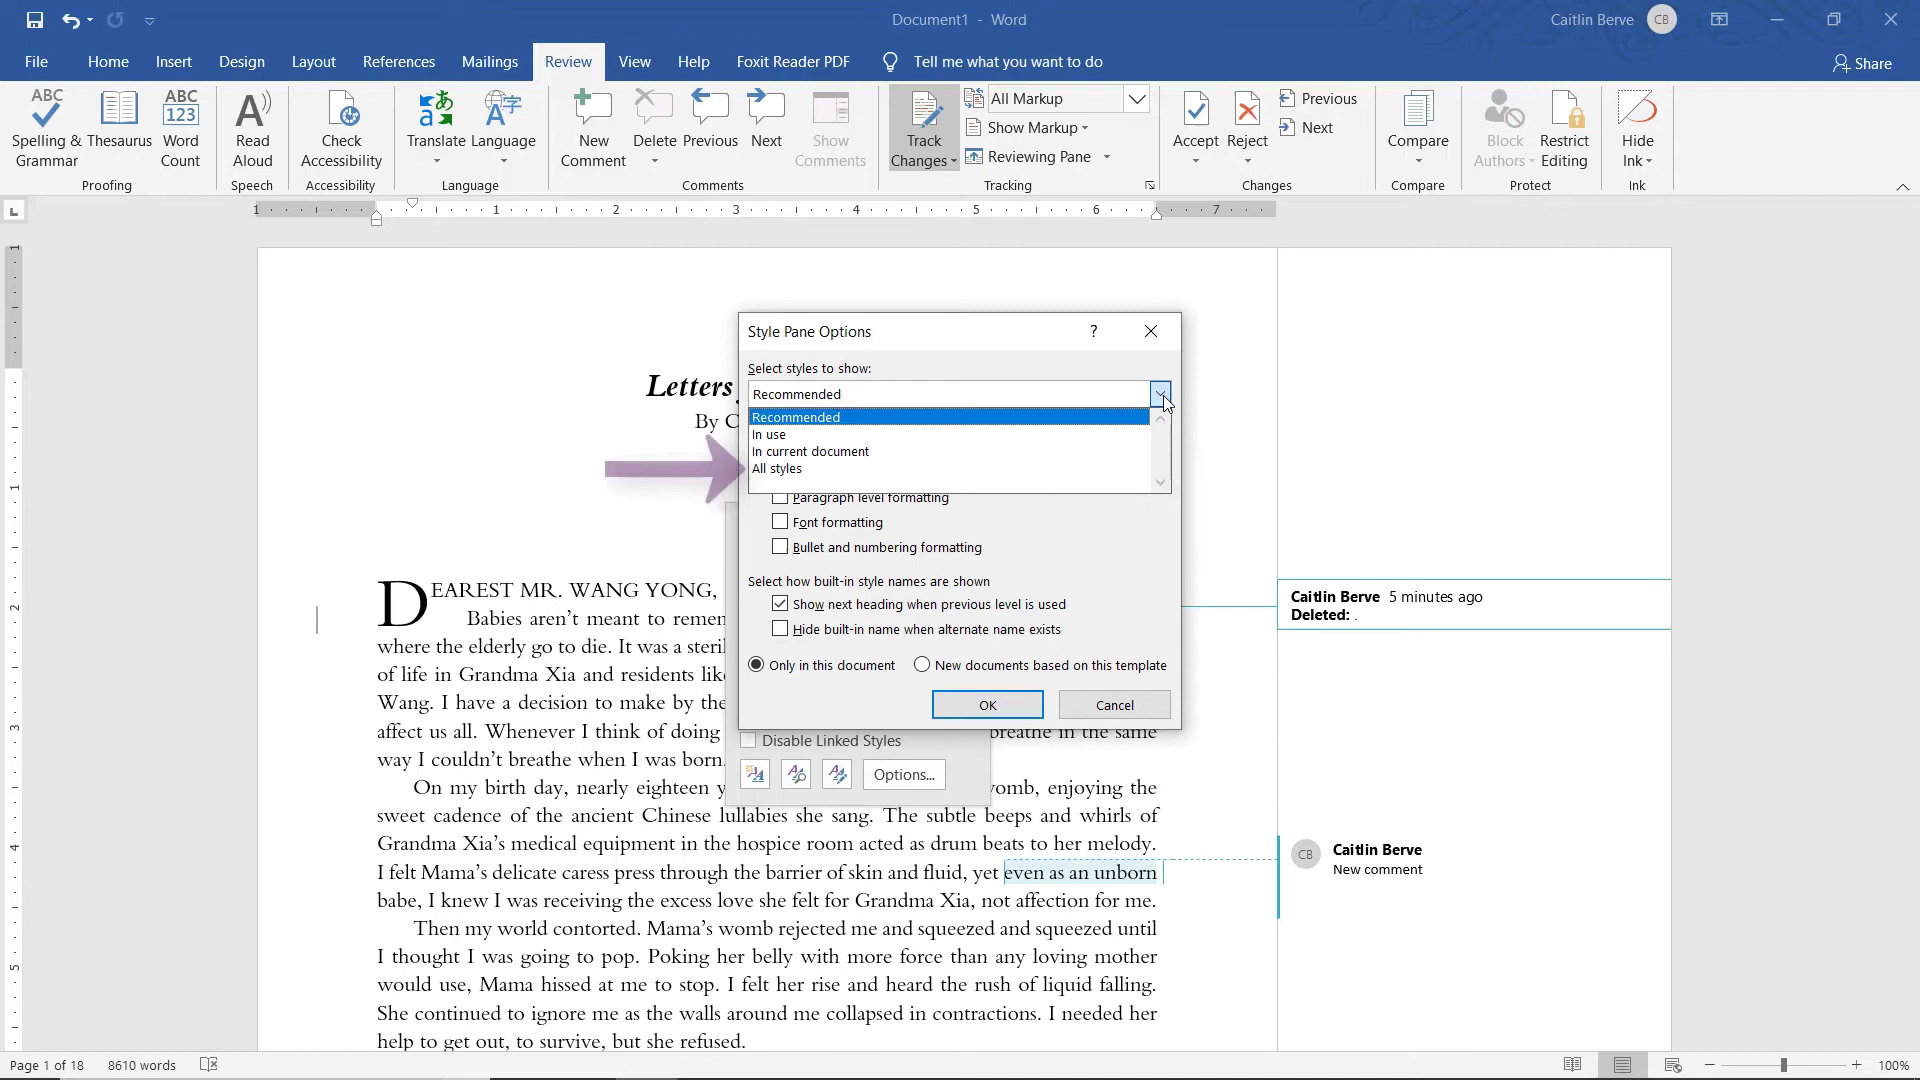 Document1 - Word
Caitlin Berve CB
File Home Insert Design Layout References Mailings Review View Help Foxit Reader PDF Tell me what you want to do Share
ABC
Spelling &
Grammar
Thesaurus
ABC
123
Word
Count
Proofing
A
Read
Aloud
Speech
Check
Accessibility
Accessibility
Translate
Language
Language
New
Comment
Delete
Previous
Next
Show
Comments
Comments
Track
Changes
All Markup
Show Markup
Reviewing Pane
Tracking
Accept
Reject
Previous
Next
Changes
Compare
Compare
Block
Authors
Restrict
Editing
Protect
Hide
Ink
Ink
1 1 2 3 4 5 6 7
1
1
2
3
4
5
Letters
By C
DEAREST MR. WANG YONG,
Babies aren’t meant to remem
where the elderly go to die. It was a steril
of life in Grandma Xia and residents like
Wang. I have a decision to make by the
affect us all. Whenever I think of doing breathe in the same
way I couldn’t breathe when I was born.
On my birth day, nearly eighteen y womb, enjoying the
sweet cadence of the ancient Chinese lullabies she sang. The subtle beeps and whirls of
Grandma Xia’s medical equipment in the hospice room acted as drum beats to her melody.
I felt Mama’s delicate caress press through the barrier of skin and fluid, yet even as an unborn
babe, I knew I was receiving the excess love she felt for Grandma Xia, not affection for me.
Then my world contorted. Mama’s womb rejected me and squeezed and squeezed until
I thought I was going to pop. Poking her belly with more force than any loving mother
would use, Mama hissed at me to stop. I felt her rise and heard the rush of liquid falling.
She continued to ignore me as the walls around me collapsed in contractions. I needed her
help to get out, to survive, but she refused.
Style Pane Options ?
Select styles to show:
Recommended
Recommended
In use
In current document
All styles
Paragraph level formatting
Font formatting
Bullet and numbering formatting
Select how built-in style names are shown
Show next heading when previous level is used
Hide built-in name when alternate name exists
Only in this document New documents based on this template
OK Cancel
Disable Linked Styles
Options...
Caitlin Berve 5 minutes ago
Deleted: .
CB Caitlin Berve
New comment
Page 1 of 18 8610 words 100%